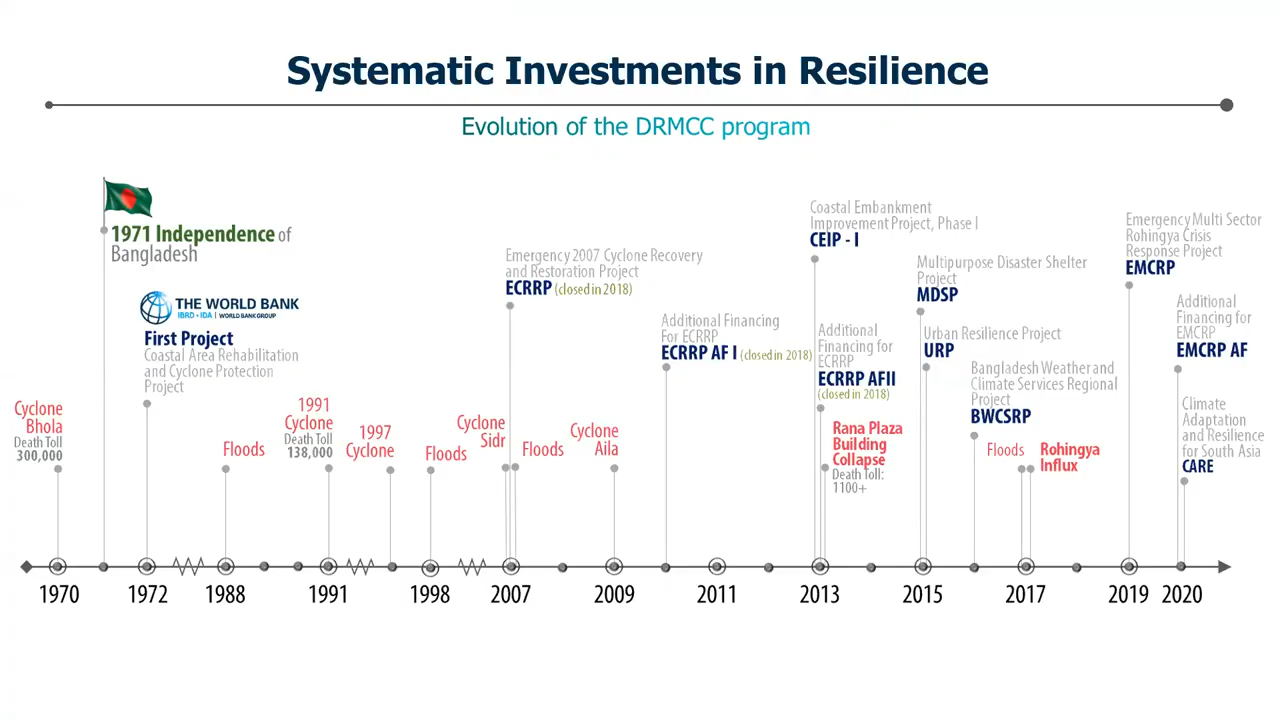 Systematic Investments in Resilience
Evolution of the DRMCC program
1971 Independence of
Bangladesh
THE WORLD BANK
IBRD • IDA | WORLD BANK GROUP
First Project
Coastal Area Rehabilitation
and Cyclone Protection
Project
Cyclone
Bhola
Death Toll
300,000
Floods
1991
Cyclone
Death Toll
138,000
1997
Cyclone
Floods
Cyclone
Sidr
Emergency 2007 Cyclone Recovery
and Restoration Project
ECRRP (closed in 2018)
Floods
Cyclone
Aila
Additional Financing
For ECRRP
ECRRP AF I (closed in 2018)
Coastal Embankment
Improvement Project, Phase I
CEIP - I
Additional
Financing for
ECRRP
ECRRP AFII
(closed in 2018)
Rana Plaza
Building
Collapse
Death Toll:
1100+
Multipurpose Disaster Shelter
Project
MDSP
Urban Resilience Project
URP
Bangladesh Weather and
Climate Services Regional
Project
BWCSRP
Floods
Rohingya
Influx
Emergency Multi Sector
Rohingya Crisis
Response Project
EMCRP
Additional
Financing for
EMCRP
EMCRP AF
Climate
Adaptation
and Resilience
for South Asia
CARE
1970 1972 1988 1991 1998 2007 2009 2011 2013 2015 2017 2019 2020